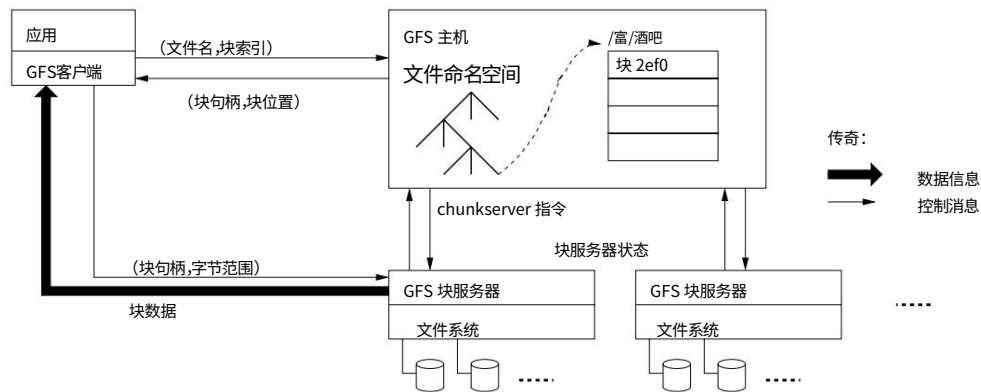 应用
GFS客户端
（文件名,块索引）
（块句柄,块位置）
GFS 主机
文件命名空间
/富/酒吧
块 2ef0
传奇：
数据信息
控制消息
chunkserver 指令
块服务器状态
（块句柄,字节范围）
块数据
GFS 块服务器
文件系统
GFS 块服务器
文件系统